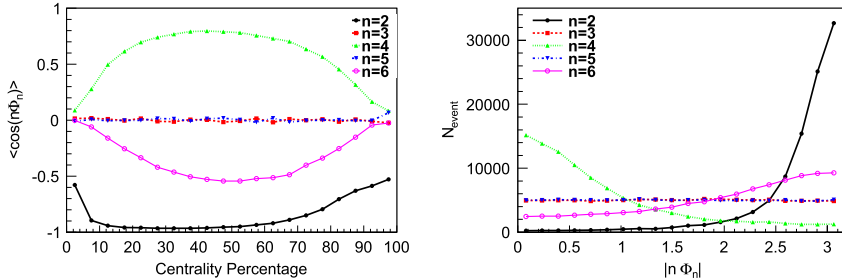 1
0.5
0
-0.5
-1
<cos(nΦₙ)>
n=2
n=3
n=4
n=5
n=6
0 10 20 30 40 50 60 70 80 90 100
Centrality Percentage
30000
20000
10000
0
N_event
n=2
n=3
n=4
n=5
n=6
0 0.5 1 1.5 2 2.5 3
|n Φₙ|